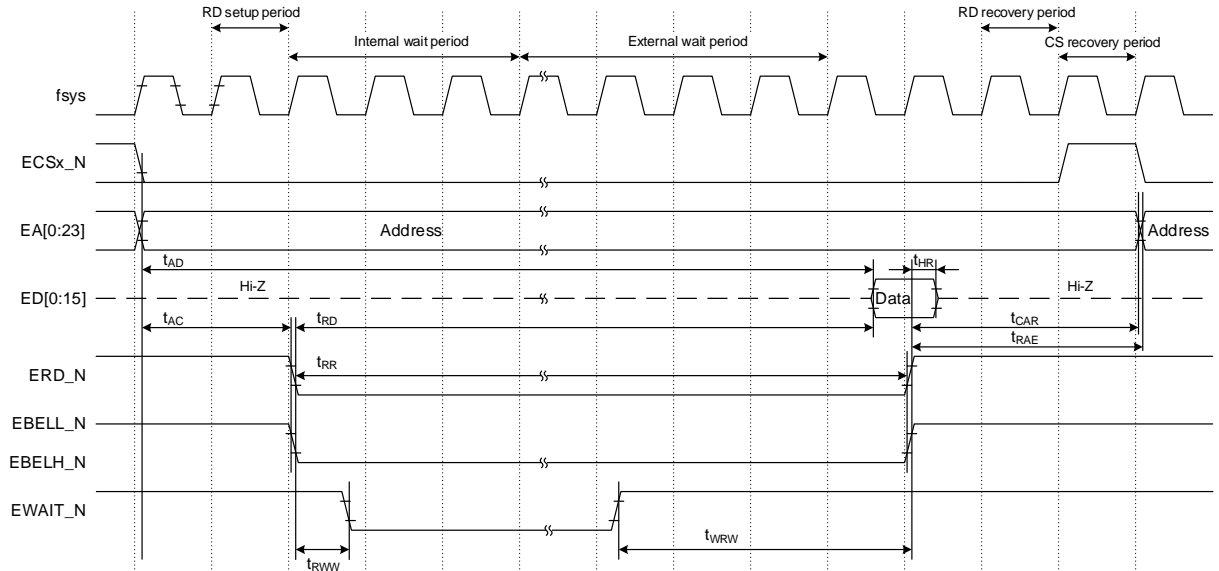 RD setup period
RD recovery period
Internal wait period
External wait period
CS recovery period
fsys
ECSx_N
EA[0:23]
Address
Address
tAD
tHR
ED[0:15]
Hi-Z
Data
Hi-Z
tAC
tRD
tCAR
tRAE
ERD_N
tRR
EBELL_N
EBELH_N
EWAIT_N
tRWW
tWRW